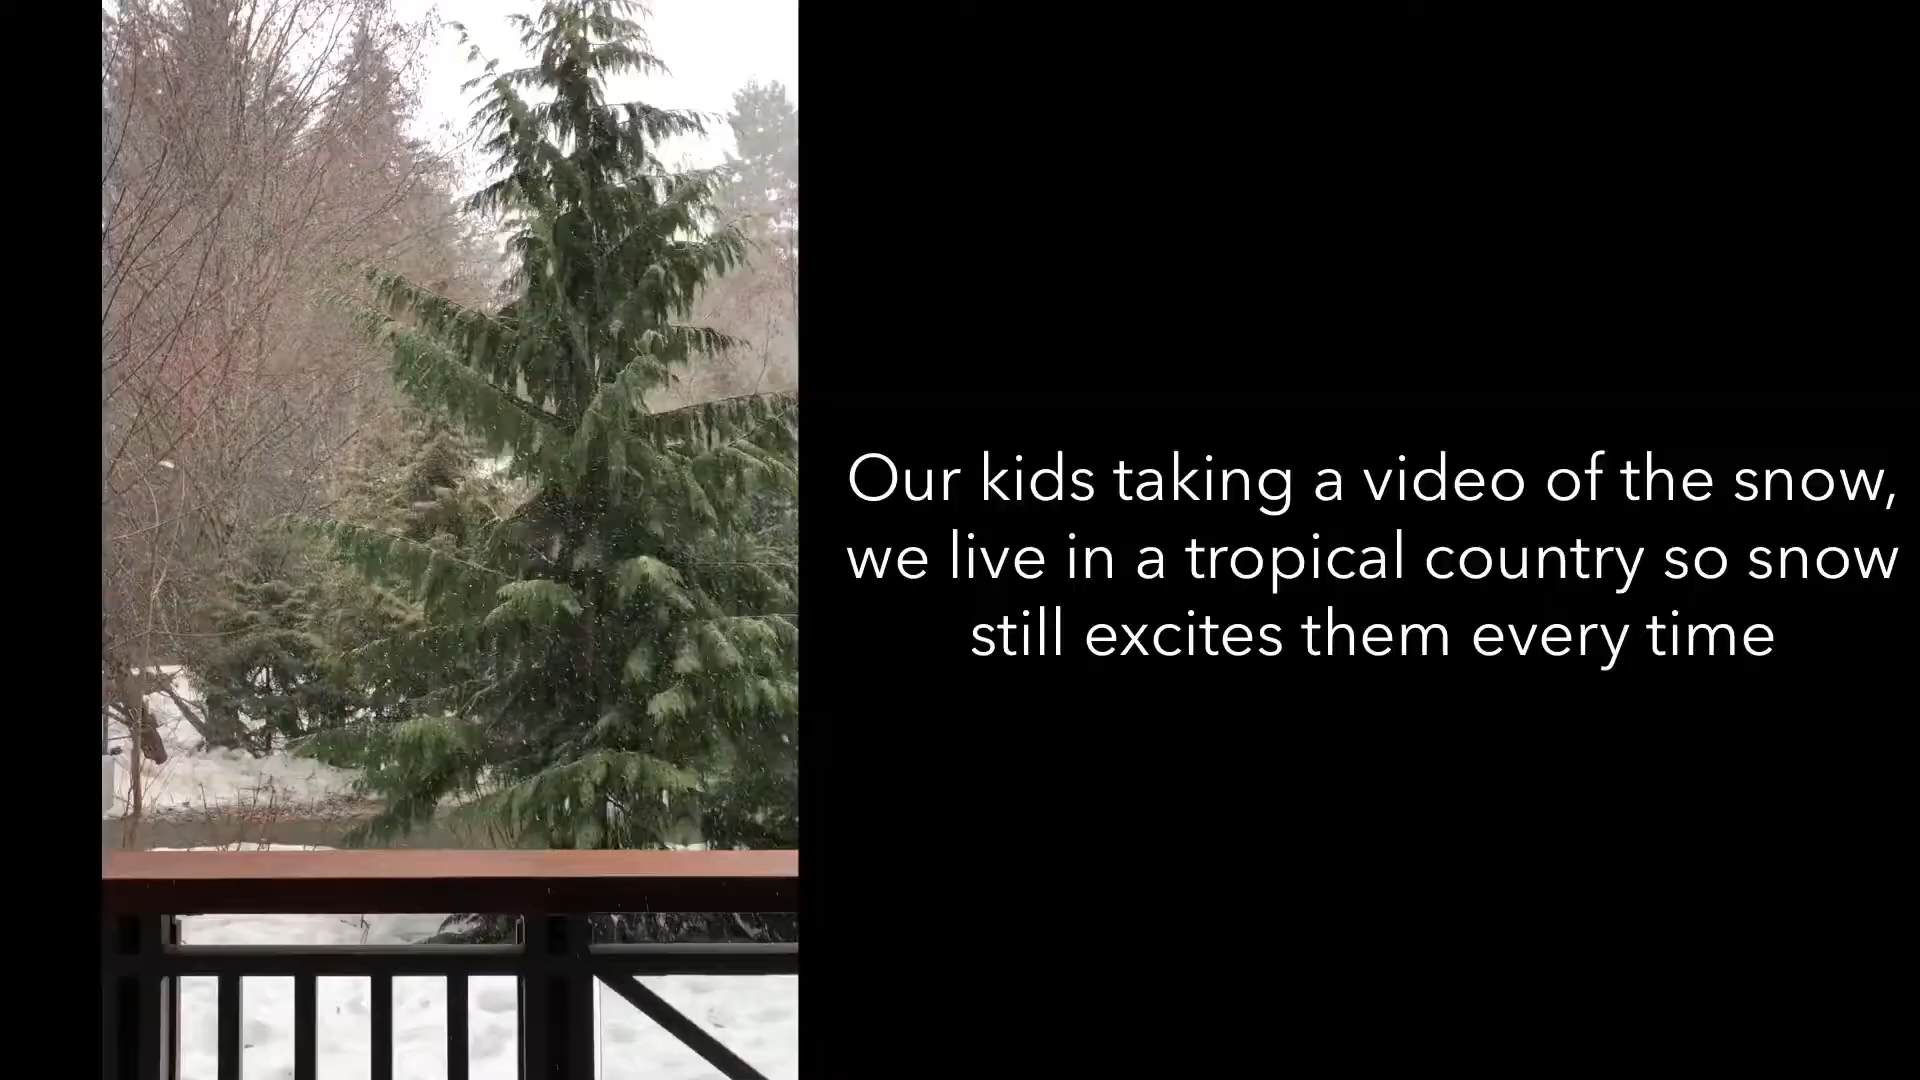 Our kids taking a video of the snow,
we live in a tropical country so snow
still excites them every time